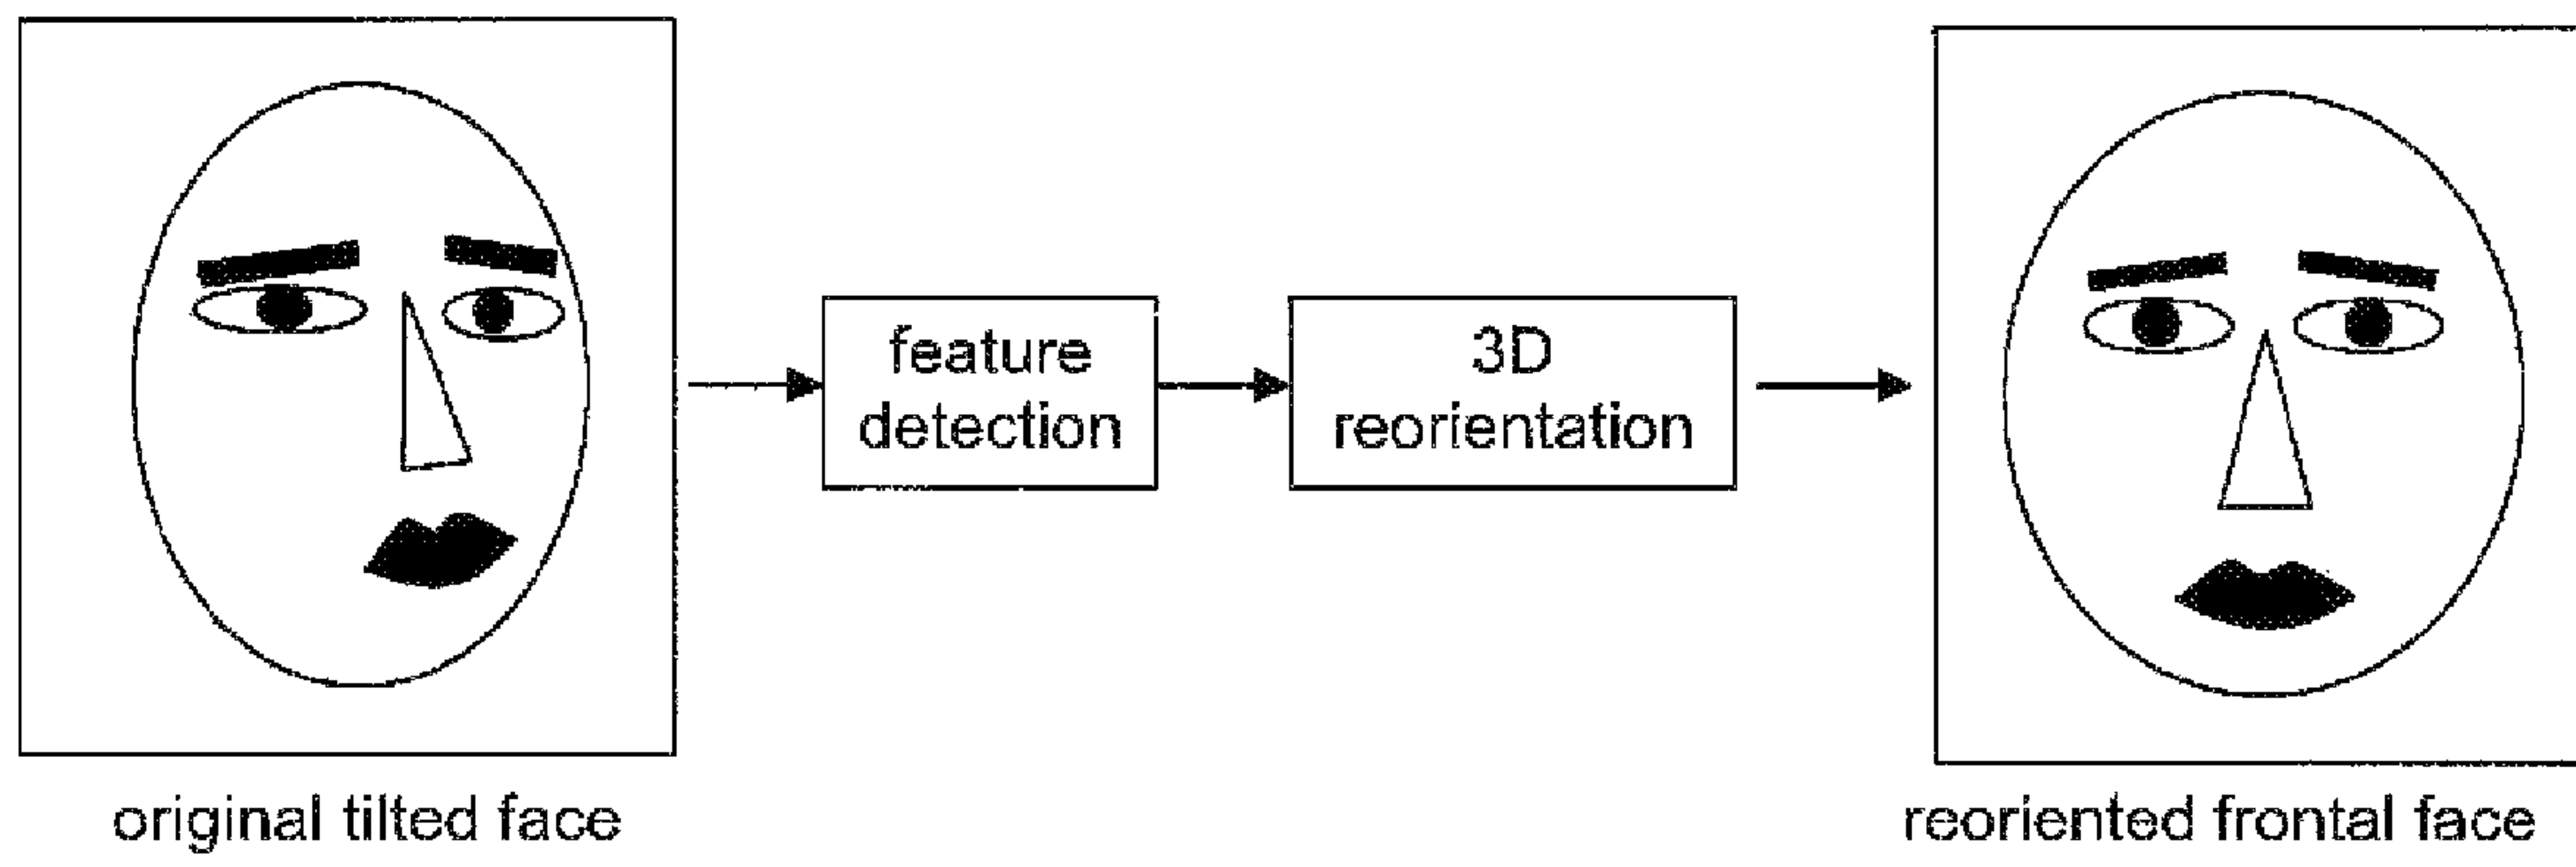 feature
detection
3D
reorientation
original tilted face
reoriented frontal face